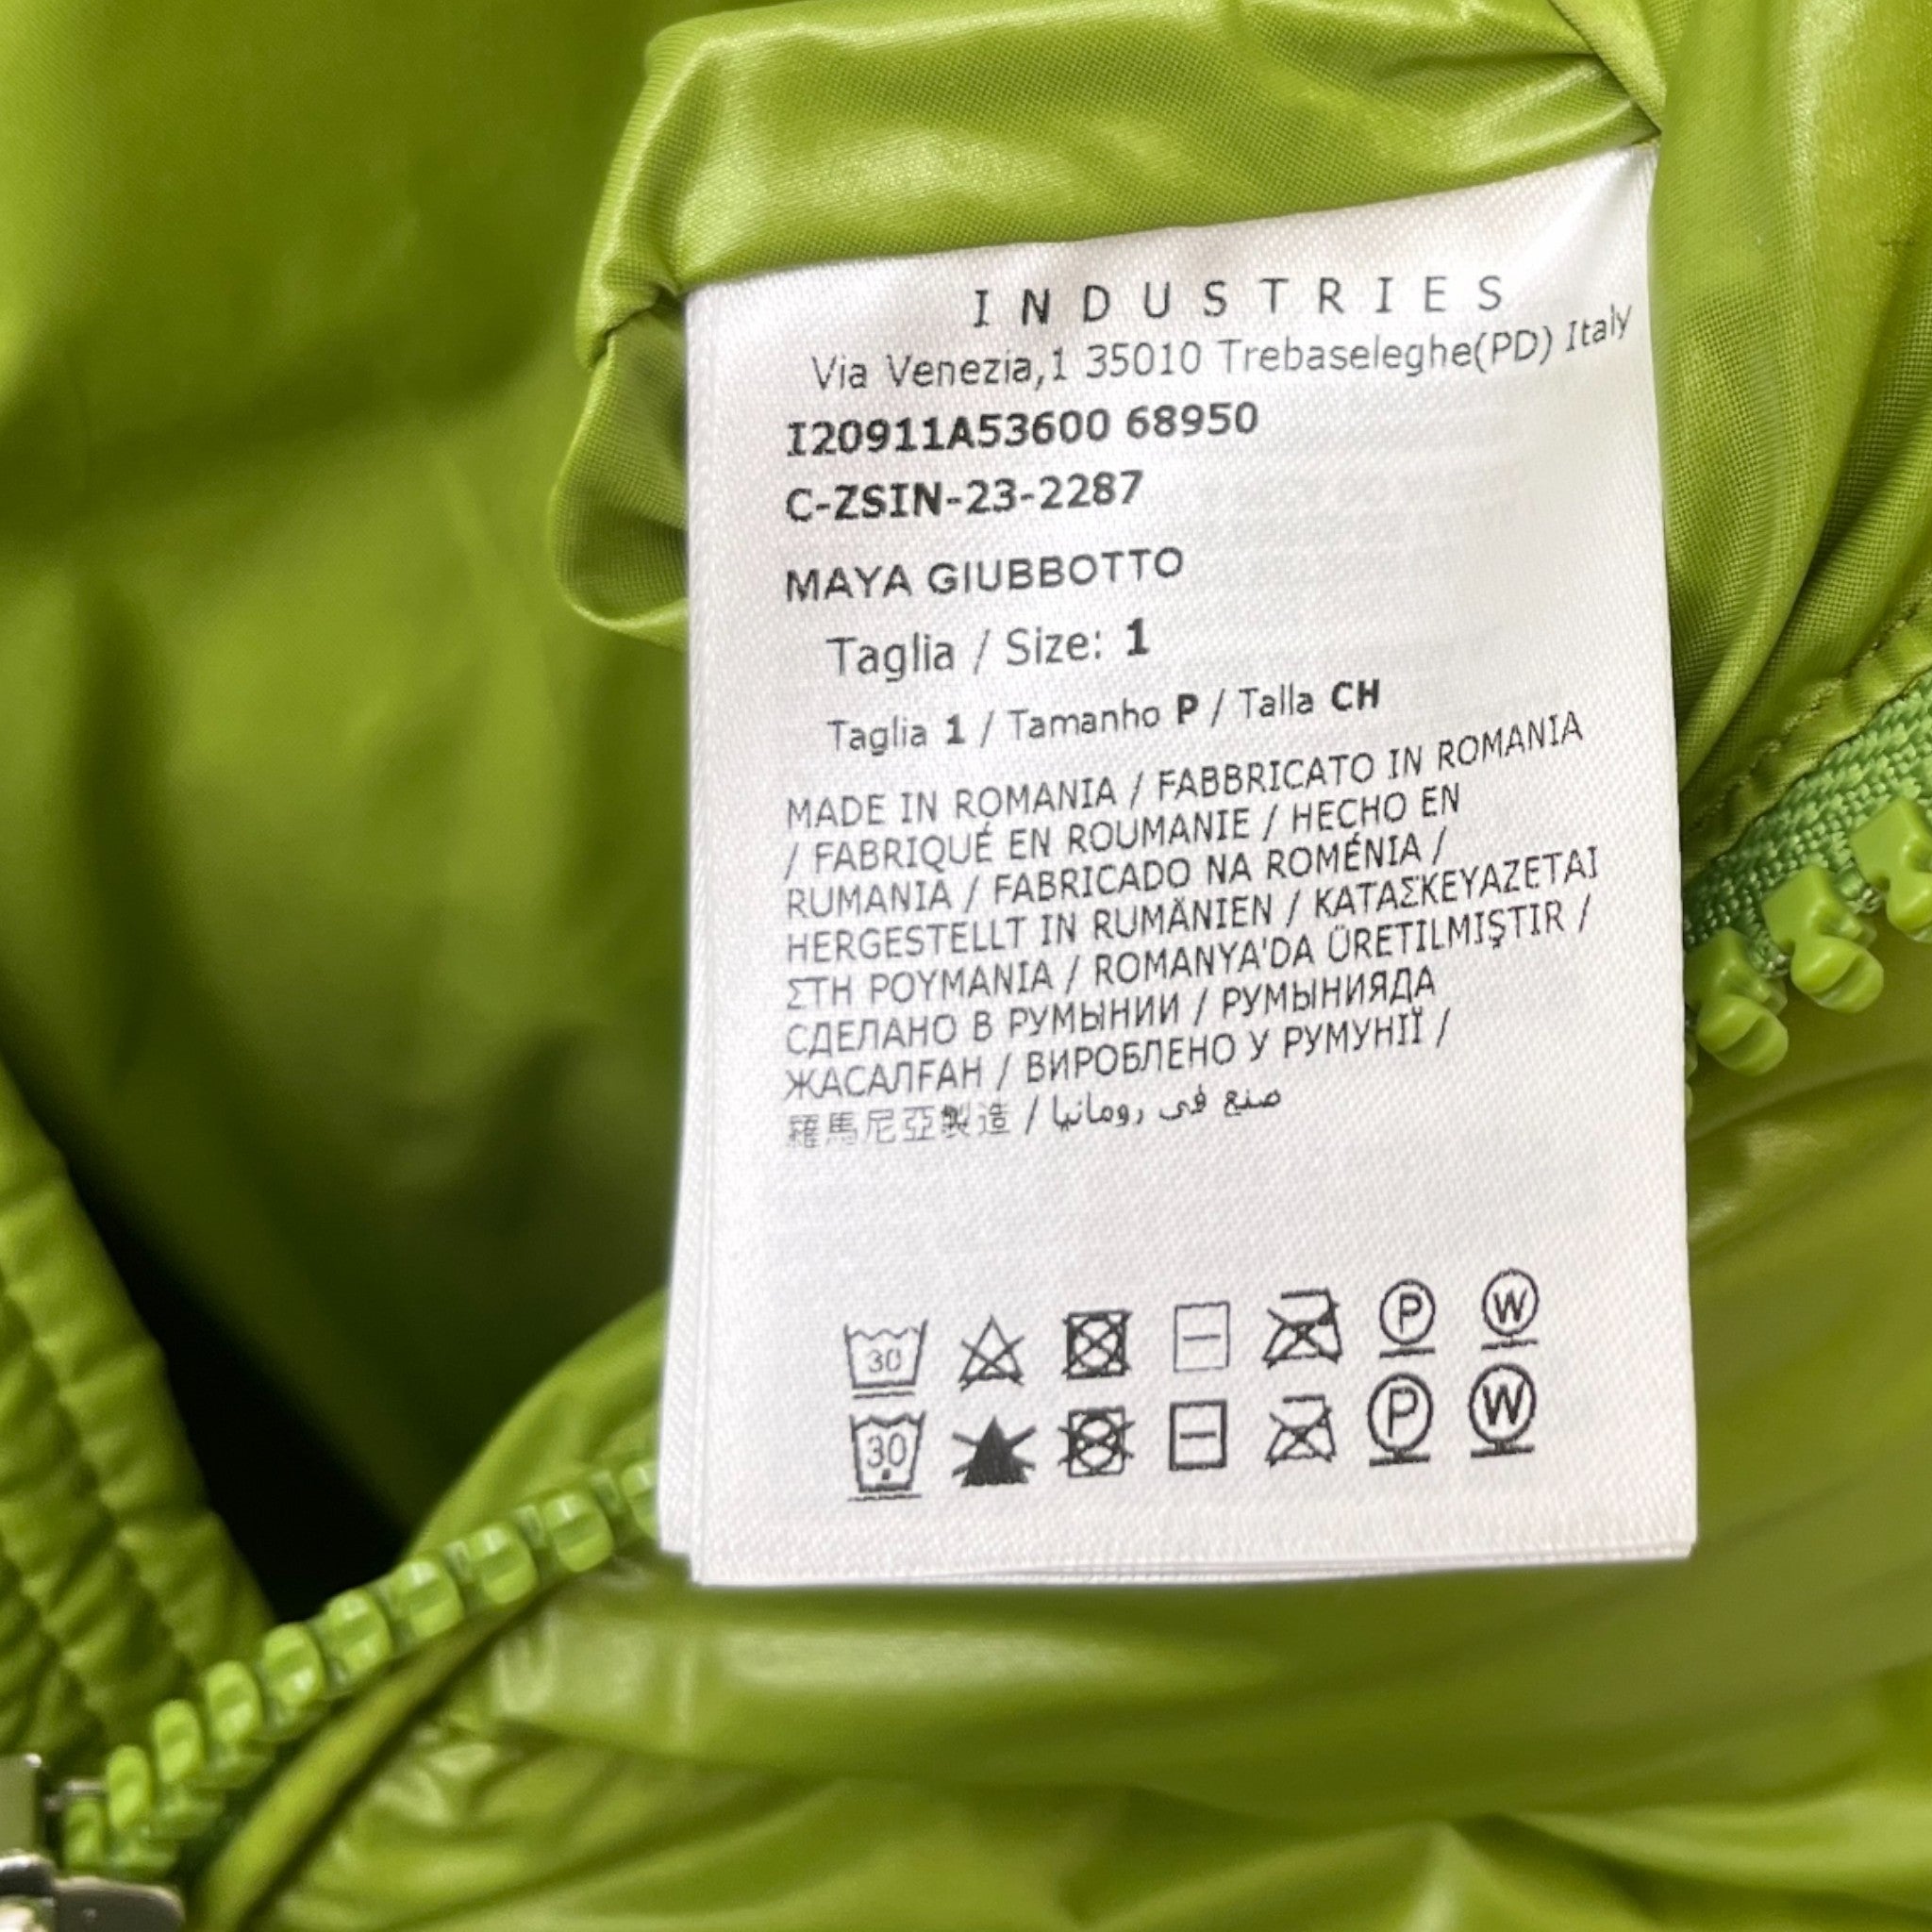 INDUSTRIES
Via Venezia,1 35010 Trebaseleghe(PD) Italy
I20911A53600 68950
C-ZSIN-23-2287
MAYA GIUBBOTTO
Taglia / Size: 1
Taglia 1 / Tamanho P / Talla CH
MADE IN ROMANIA / FABBRICATO IN ROMANIA
/ FABRIQUÉ EN ROUMANIE / HECHO EN
RUMANIA / FABRICADO NA ROMÉNIA /
HERGESTELLT IN RUMÄNIEN / ΚΑΤΑΣΚΕΥΑΖΕΤΑΙ
ΣΤΗ ΡΟΥΜΑΝΙΑ / ROMANYA'DA ÜRETILMIŞTIR /
СДЕЛАНО В РУМЫНИИ / РУМЫНИЯДА
ЖАСАЛҒАН / ВИРОБЛЕНО У РУМУНІЇ /
羅馬尼亞製造 / صنع في رومانيا
30 P W
30 P W